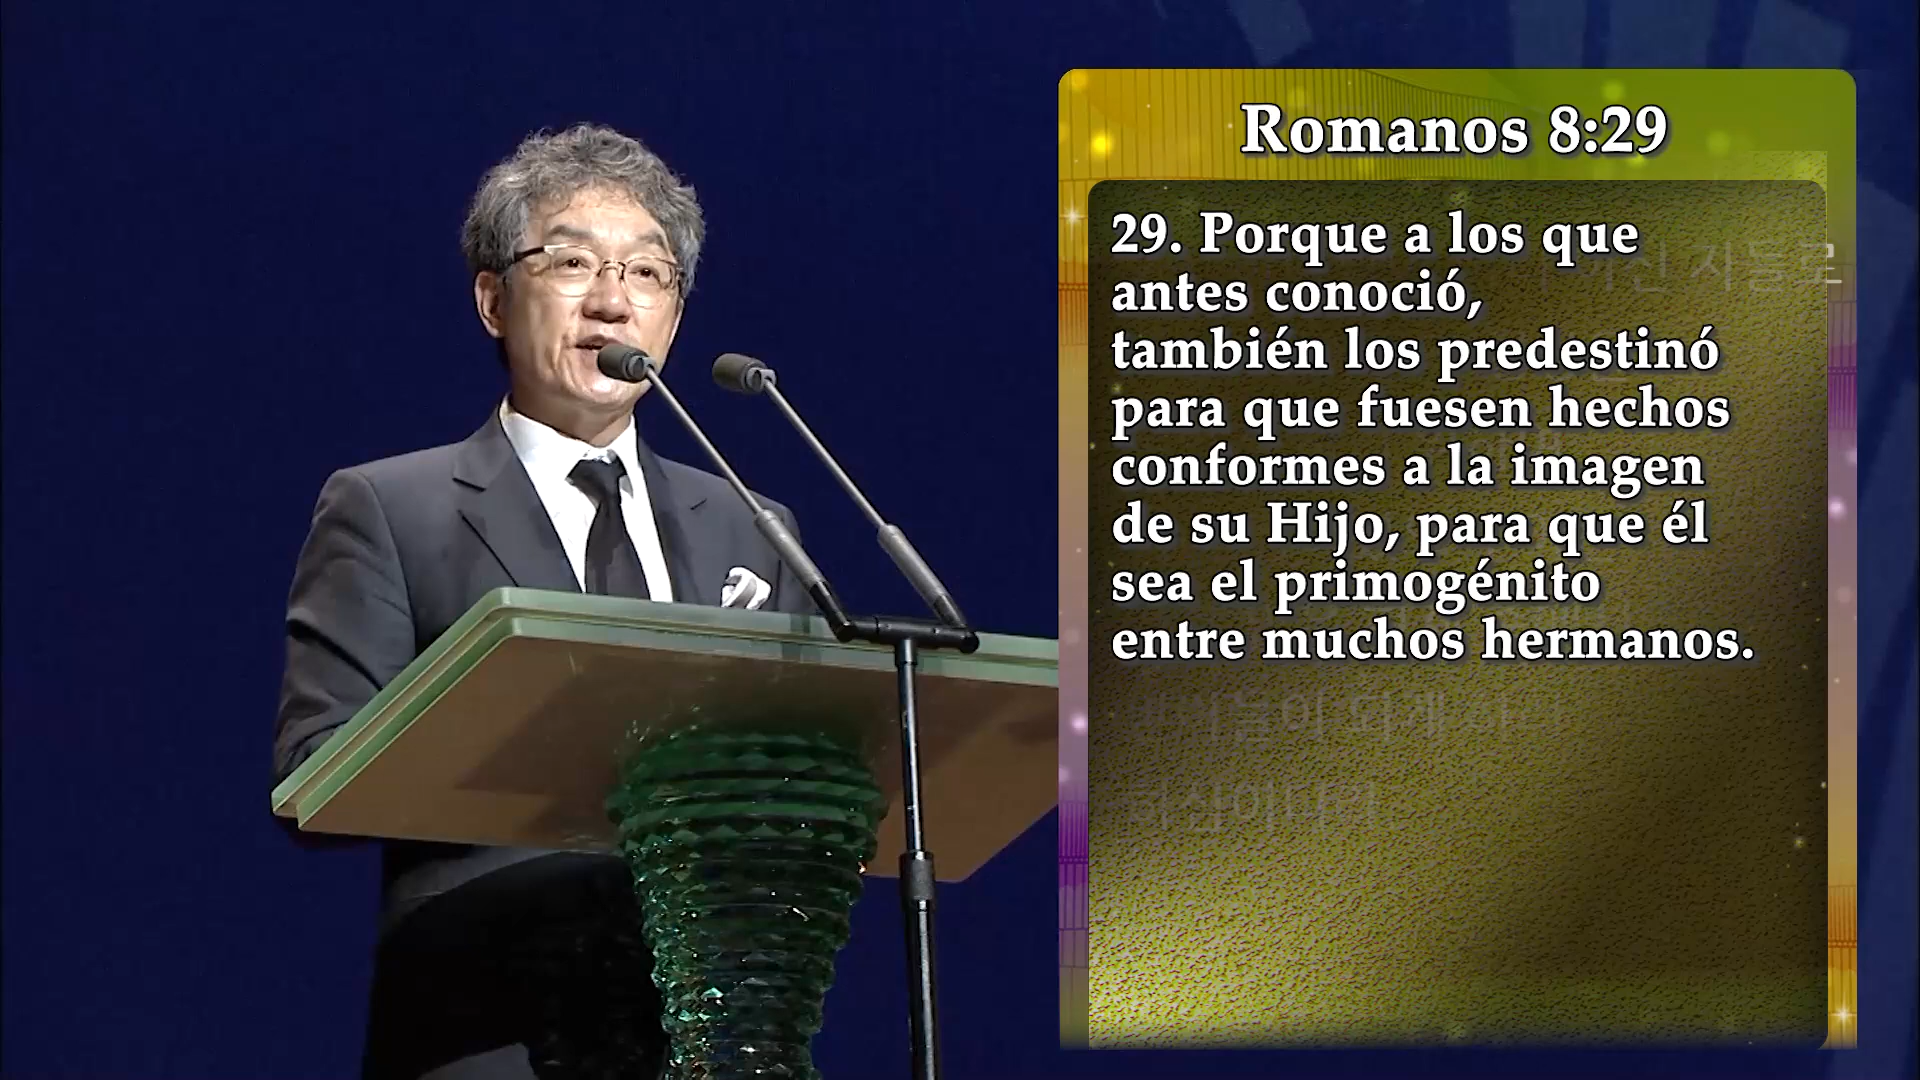 Romanos 8:29
29. Porque a los que
antes conoció,
también los predestinó
para que fuesen hechos
conformes a la imagen
de su Hijo, para que él
sea el primogénito
entre muchos hermanos.